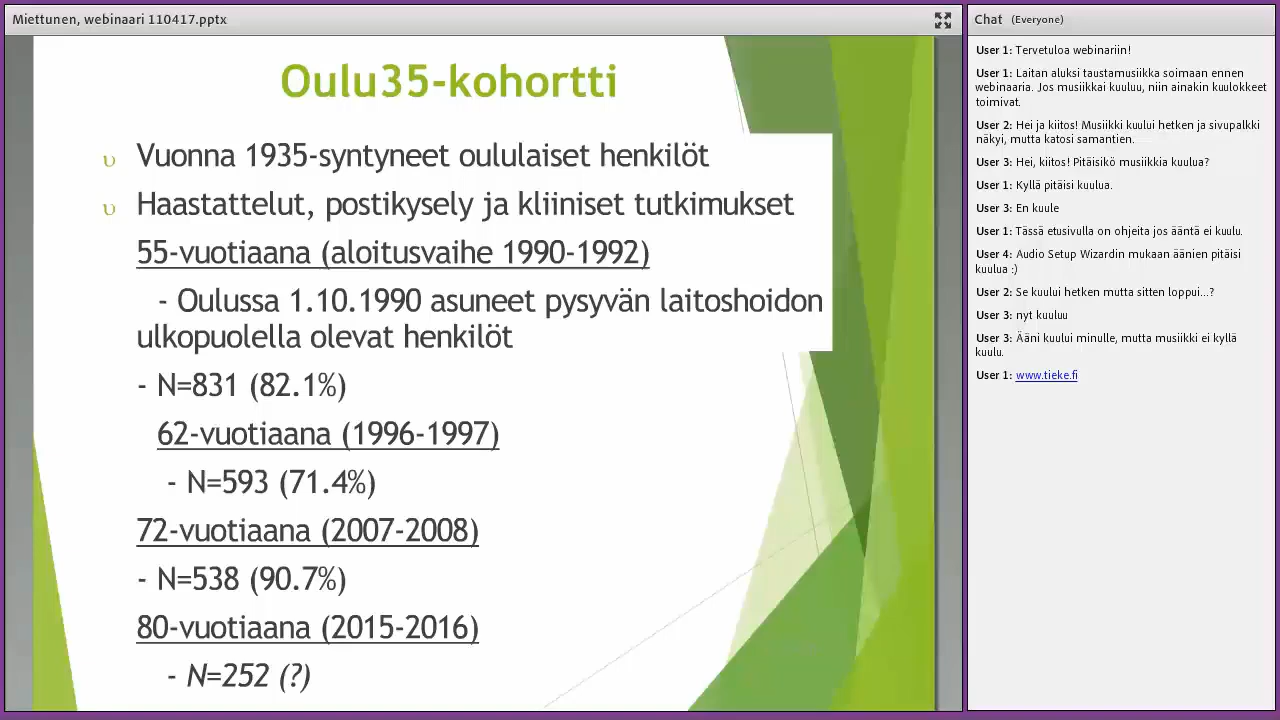 Miettunen, webinaari 110417.pptx
Oulu35-kohortti
υ Vuonna 1935-syntyneet oululaiset henkilöt
υ Haastattelut, postikysely ja kliiniset tutkimukset
55-vuotiaana (aloitusvaihe 1990-1992)
- Oulussa 1.10.1990 asuneet pysyvän laitoshoidon
ulkopuolella olevat henkilöt
- N=831 (82.1%)
62-vuotiaana (1996-1997)
- N=593 (71.4%)
72-vuotiaana (2007-2008)
- N=538 (90.7%)
80-vuotiaana (2015-2016)
- N=252 (?)
Chat (Everyone)
User 1: Tervetuloa webinariin!
User 1: Laitan aluksi taustamusiikka soimaan ennen
webinaaria. Jos musiikkai kuuluu, niin ainakin kuulokkeet
toimivat.
User 2: Hei ja kiitos! Musiikki kuului hetken ja sivupalkki
näkyi, mutta katosi samantien.
User 3: Hei, kiitos! Pitäisikö musiikkia kuulua?
User 1: Kyllä pitäisi kuulua.
User 3: En kuule
User 1: Tässä etusivulla on ohjeita jos ääntä ei kuulu.
User 4: Audio Setup Wizardin mukaan äänien pitäisi
kuulua :)
User 2: Se kuului hetken mutta sitten loppui...?
User 3: nyt kuuluu
User 3: Ääni kuului minulle, mutta musiikki ei kyllä
kuulu.
User 1: www.tieke.fi